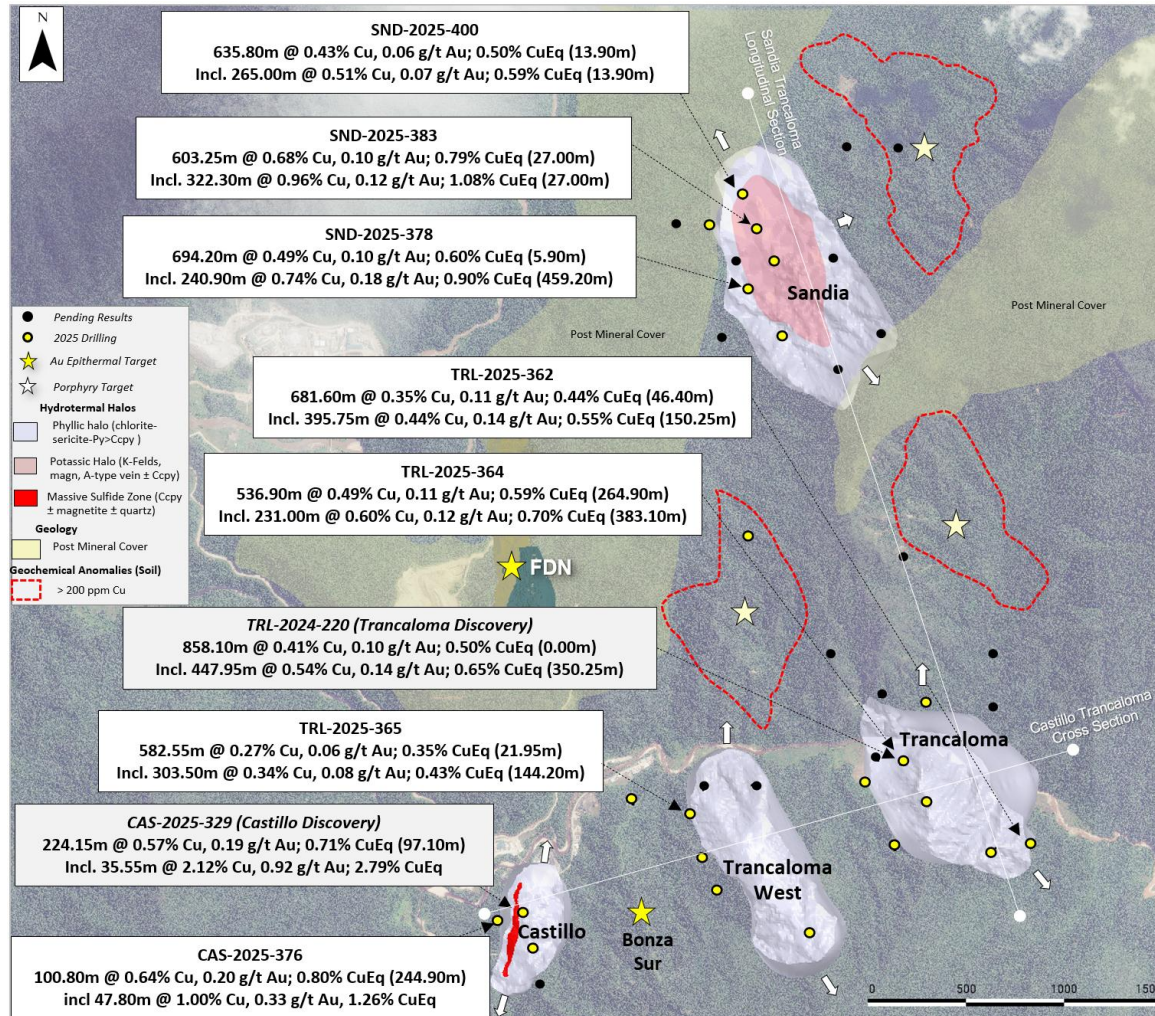 N
SND-2025-400
635.80m @ 0.43% Cu, 0.06 g/t Au; 0.50% CuEq (13.90m)
Incl. 265.00m @ 0.51% Cu, 0.07 g/t Au; 0.59% CuEq (13.90m)
Sandia Trancaloma
Longitudinal Section
SND-2025-383
603.25m @ 0.68% Cu, 0.10 g/t Au; 0.79% CuEq (27.00m)
Incl. 322.30m @ 0.96% Cu, 0.12 g/t Au; 1.08% CuEq (27.00m)
SND-2025-378
694.20m @ 0.49% Cu, 0.10 g/t Au; 0.60% CuEq (5.90m)
Incl. 240.90m @ 0.74% Cu, 0.18 g/t Au; 0.90% CuEq (459.20m)
Sandia
Post Mineral Cover
Post Mineral Cover
Pending Results
2025 Drilling
Au Epithermal Target
Porphyry Target
Hydrotermal Halos
Phyllic halo (chlorite-
sericite-Py>Ccpy )
Potassic Halo (K-Felds,
magn, A-type vein ± Ccpy)
Massive Sulfide Zone (Ccpy
± magnetite ± quartz)
Geology
Post Mineral Cover
Geochemical Anomalies (Soil)
> 200 ppm Cu
TRL-2025-362
681.60m @ 0.35% Cu, 0.11 g/t Au; 0.44% CuEq (46.40m)
Incl. 395.75m @ 0.44% Cu, 0.14 g/t Au; 0.55% CuEq (150.25m)
TRL-2025-364
536.90m @ 0.49% Cu, 0.11 g/t Au; 0.59% CuEq (264.90m)
Incl. 231.00m @ 0.60% Cu, 0.12 g/t Au; 0.70% CuEq (383.10m)
FDN
TRL-2024-220 (Trancaloma Discovery)
858.10m @ 0.41% Cu, 0.10 g/t Au; 0.50% CuEq (0.00m)
Incl. 447.95m @ 0.54% Cu, 0.14 g/t Au; 0.65% CuEq (350.25m)
TRL-2025-365
582.55m @ 0.27% Cu, 0.06 g/t Au; 0.35% CuEq (21.95m)
Incl. 303.50m @ 0.34% Cu, 0.08 g/t Au; 0.43% CuEq (144.20m)
Trancaloma
Castillo Trancaloma
Cross Section
CAS-2025-329 (Castillo Discovery)
224.15m @ 0.57% Cu, 0.19 g/t Au; 0.71% CuEq (97.10m)
Incl. 35.55m @ 2.12% Cu, 0.92 g/t Au; 2.79% CuEq
Trancaloma
West
Castillo
Bonza
Sur
CAS-2025-376
100.80m @ 0.64% Cu, 0.20 g/t Au; 0.80% CuEq (244.90m)
incl 47.80m @ 1.00% Cu, 0.33 g/t Au, 1.26% CuEq
0 500 1000